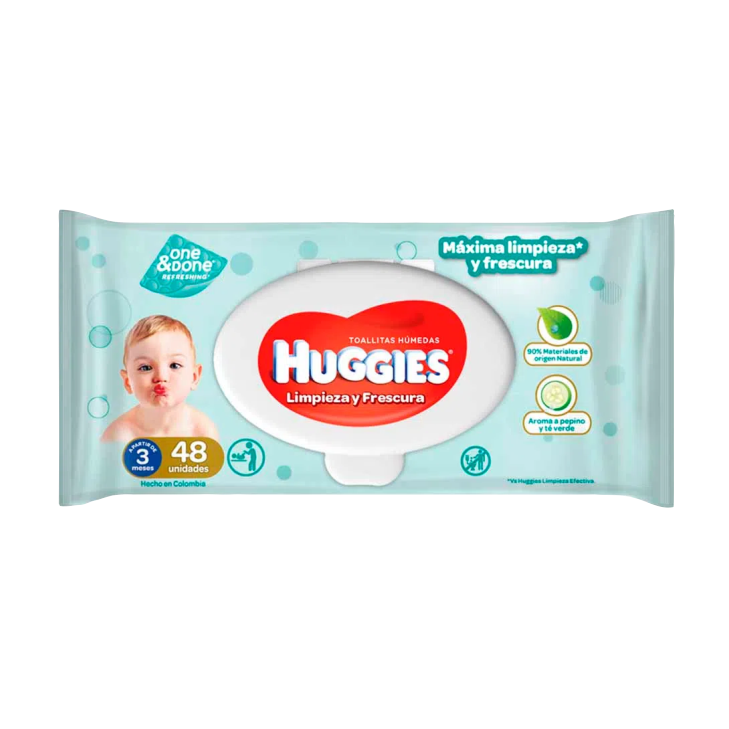 one
&DONE
REFRESHING
Máxima limpieza*
y frescura
TOALLITAS HÚMEDAS
HUGGIES®
Limpieza y Frescura
90% Materiales de
origen Natural
Aroma a pepino
y té verde
A PARTIR DE
3
meses
48
unidades
Hecho en Colombia
*Vs Huggies Limpieza Efectiva